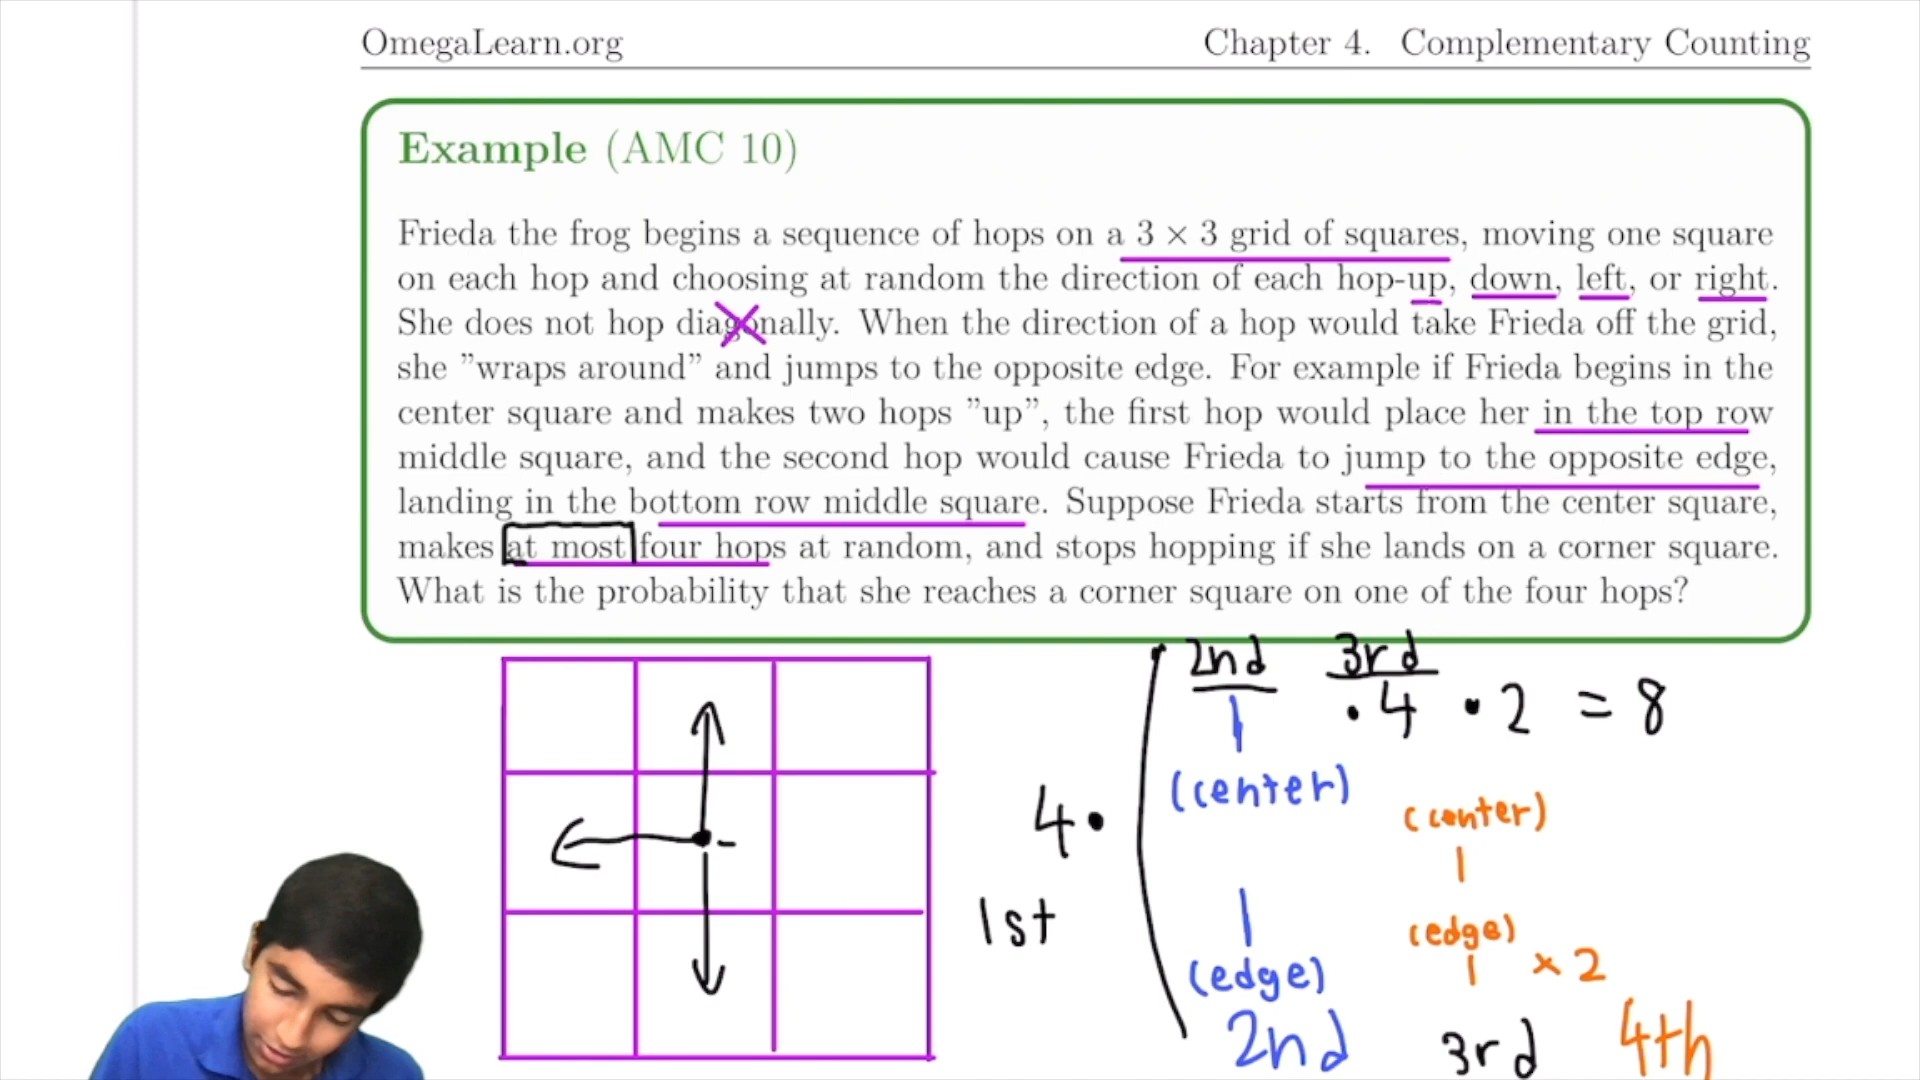 OmegaLearn.org
Chapter 4. Complementary Counting
Example (AMC 10)
Frieda the frog begins a sequence of hops on a 3 × 3 grid of squares, moving one square
on each hop and choosing at random the direction of each hop-up, down, left, or right.
She does not hop diagonally. When the direction of a hop would take Frieda off the grid,
she ”wraps around” and jumps to the opposite edge. For example if Frieda begins in the
center square and makes two hops ”up”, the first hop would place her in the top row
middle square, and the second hop would cause Frieda to jump to the opposite edge,
landing in the bottom row middle square. Suppose Frieda starts from the center square,
makes at most four hops at random, and stops hopping if she lands on a corner square.
What is the probability that she reaches a corner square on one of the four hops?
2nd 3rd
1 · 4 · 2 = 8
(center)
4 ·
(center)
1
1st
1
(edge)
1 × 2
(edge)
2nd 3rd 4th